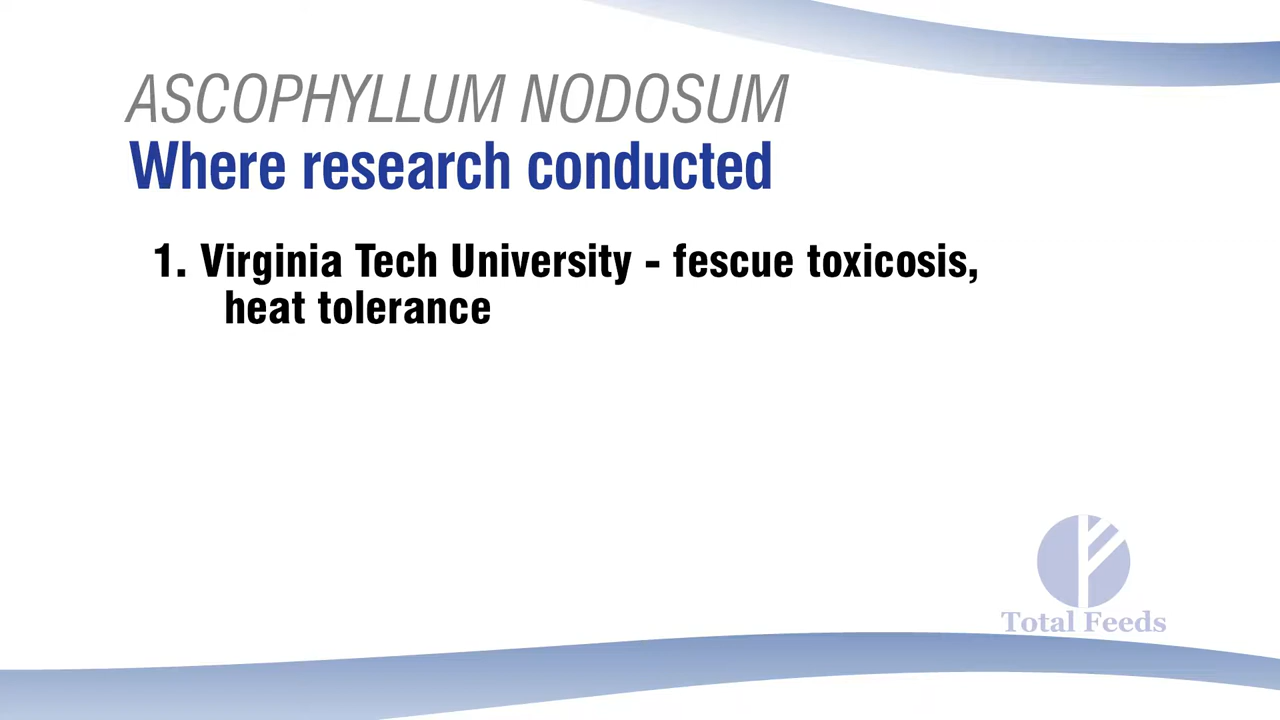 ASCOPHYLLUM NODOSUM
Where research conducted
1. Virginia Tech University - fescue toxicosis,
heat tolerance
Total Feeds